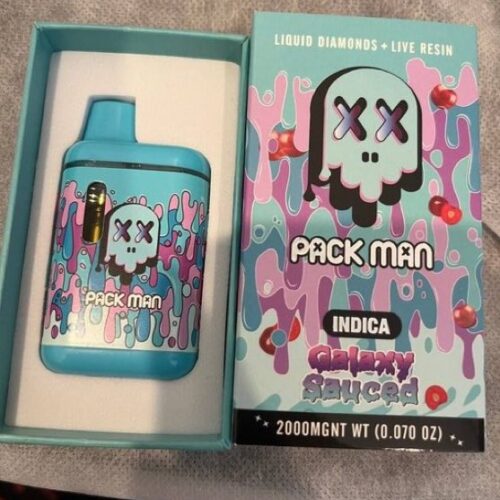 LIQUID DIAMONDS + LIVE RESIN
PACK MAN
INDICA
Galaxy
Sauced
2000MGNT WT (0.070 OZ)
PACK MAN